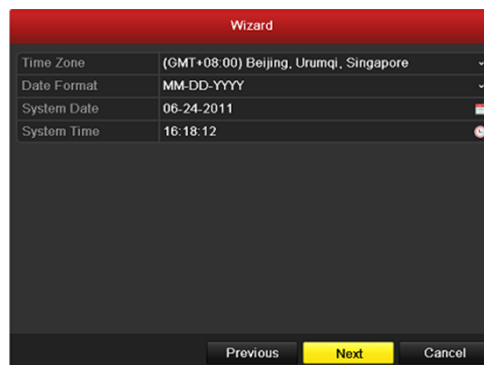 Wizard
Time Zone (GMT+08:00) Beijing, Urumqi, Singapore
Date Format MM-DD-YYYY
System Date 06-24-2011
System Time 16:18:12
Previous Next Cancel